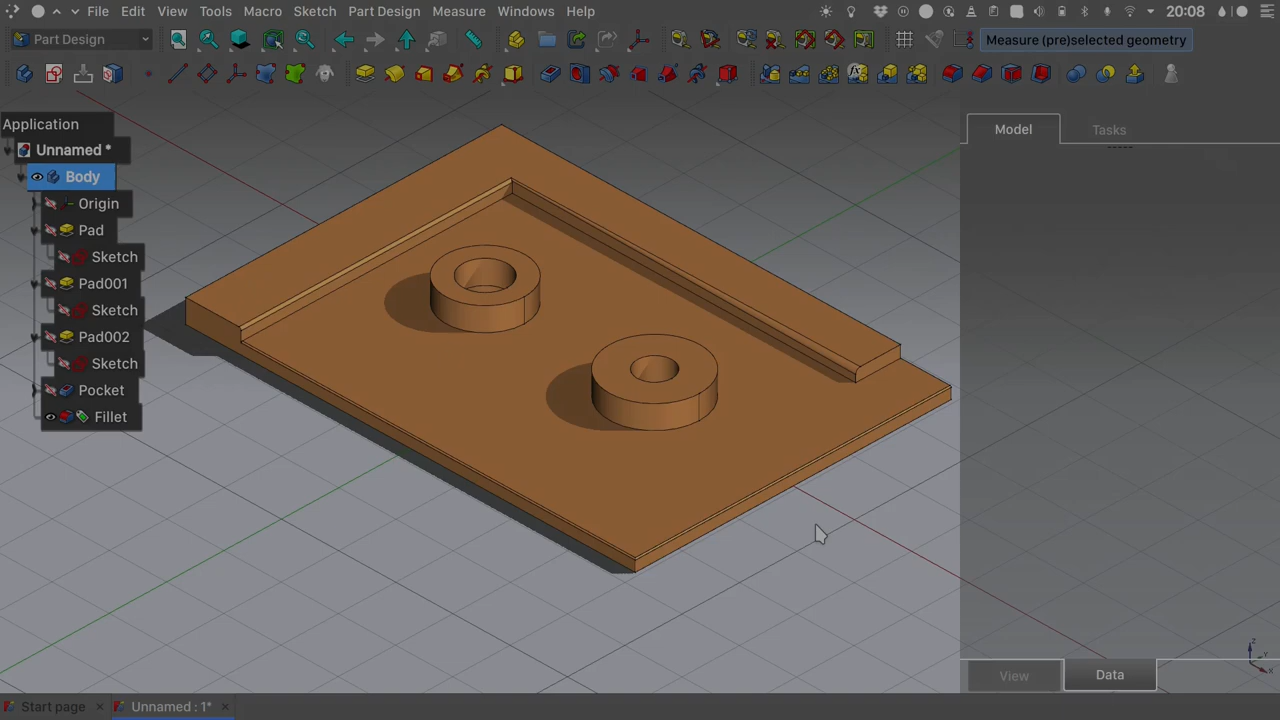 File Edit View Tools Macro Sketch Part Design Measure Windows Help 20:08
Part Design Measure (pre)selected geometry
Application
Unnamed *
Body
Origin
Pad
Sketch
Pad001
Sketch
Pad002
Sketch
Pocket
Fillet
Model Tasks
View Data
Start page Unnamed : 1*